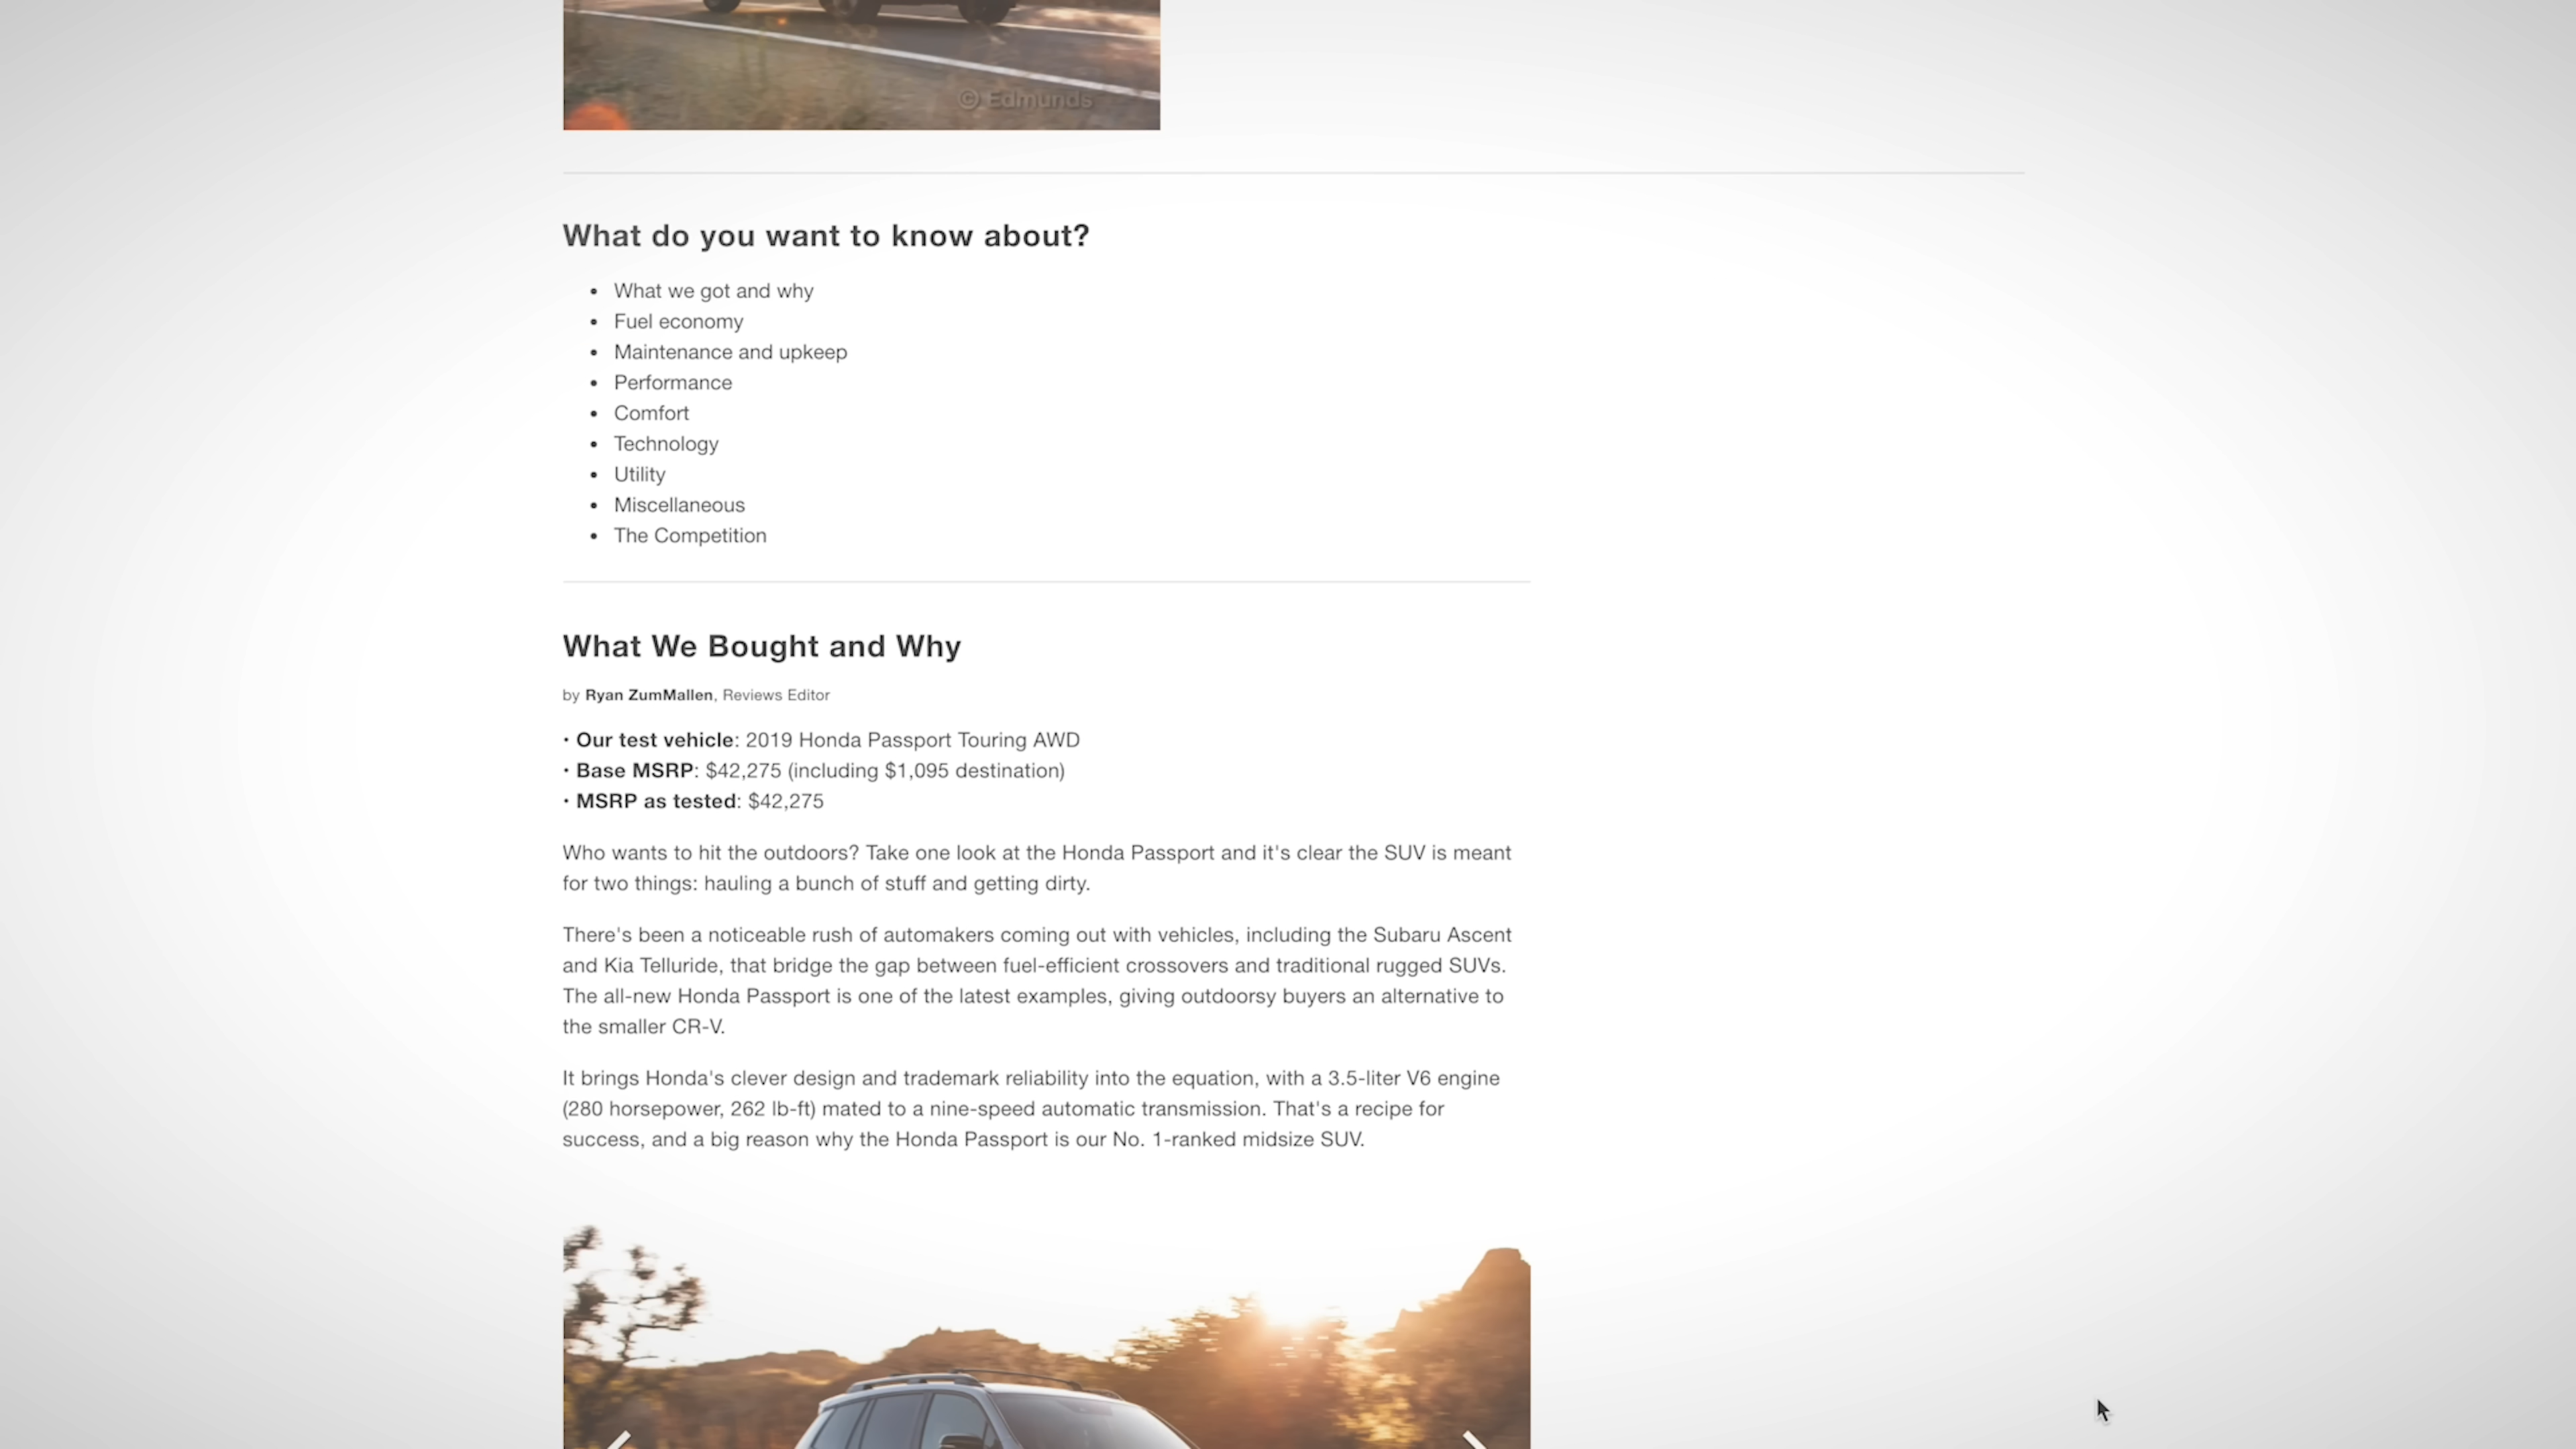 © Edmunds
What do you want to know about?
• What we got and why
• Fuel economy
• Maintenance and upkeep
• Performance
• Comfort
• Technology
• Utility
• Miscellaneous
• The Competition
What We Bought and Why
by Ryan ZumMallen, Reviews Editor
• Our test vehicle: 2019 Honda Passport Touring AWD
• Base MSRP: $42,275 (including $1,095 destination)
• MSRP as tested: $42,275
Who wants to hit the outdoors? Take one look at the Honda Passport and it's clear the SUV is meant
for two things: hauling a bunch of stuff and getting dirty.
There's been a noticeable rush of automakers coming out with vehicles, including the Subaru Ascent
and Kia Telluride, that bridge the gap between fuel-efficient crossovers and traditional rugged SUVs.
The all-new Honda Passport is one of the latest examples, giving outdoorsy buyers an alternative to
the smaller CR-V.
It brings Honda's clever design and trademark reliability into the equation, with a 3.5-liter V6 engine
(280 horsepower, 262 lb-ft) mated to a nine-speed automatic transmission. That's a recipe for
success, and a big reason why the Honda Passport is our No. 1-ranked midsize SUV.